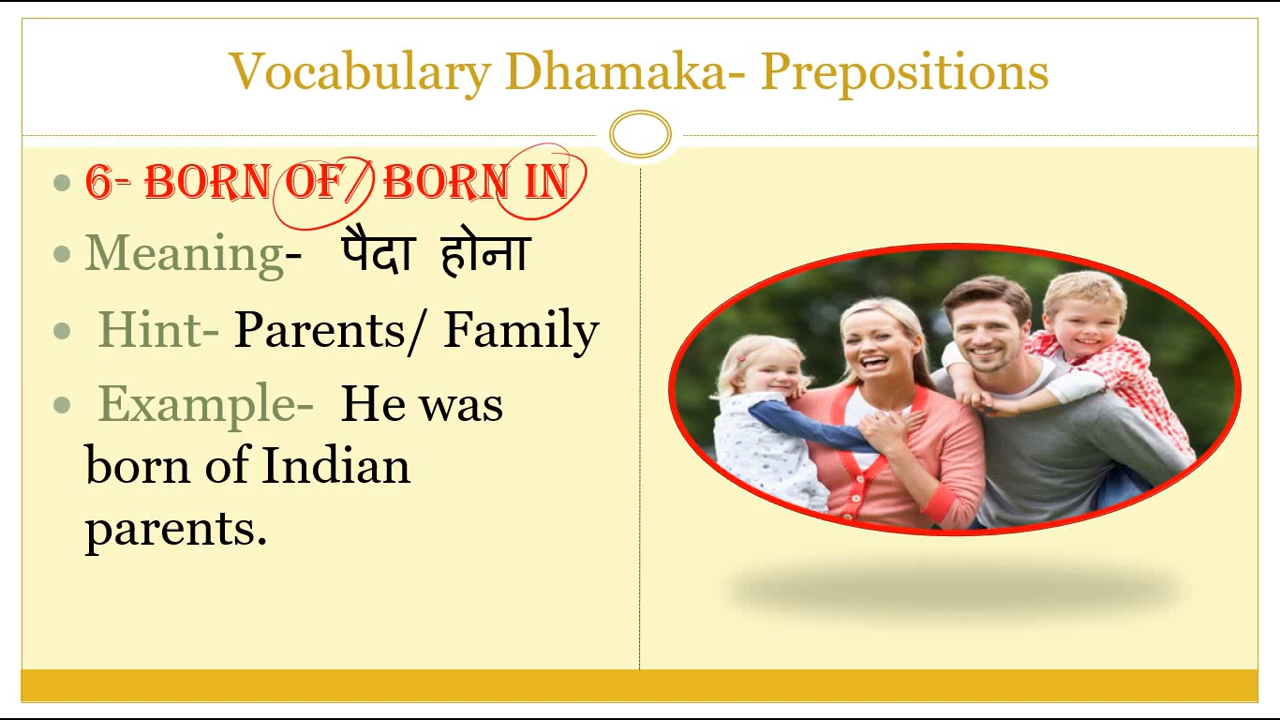 Vocabulary Dhamaka- Prepositions
6- BORN OF/ BORN IN
Meaning- पैदा होना
Hint- Parents/ Family
Example- He was
born of Indian
parents.